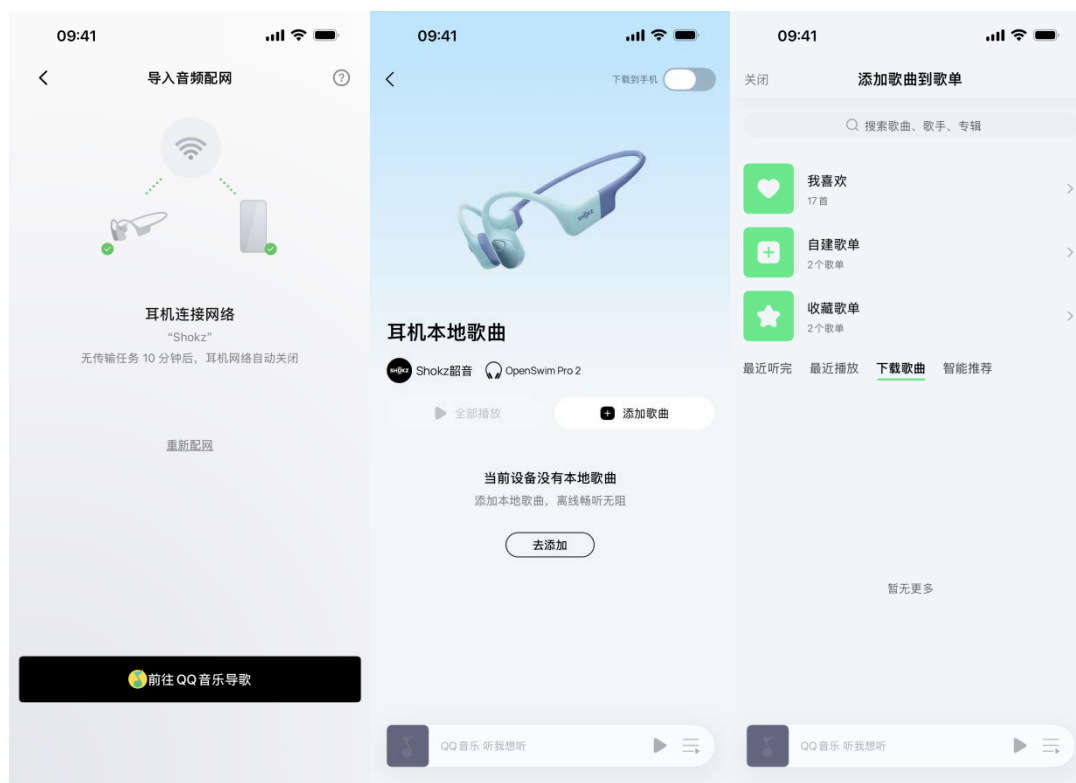 09:41
导入音频配网
耳机连接网络
“Shokz”
无传输任务 10 分钟后，耳机网络自动关闭
重新配网
前往 QQ 音乐导歌
09:41
下载到手机
SHOKZ
耳机本地歌曲
SHOKZ Shokz韶音 OpenSwim Pro 2
全部播放 添加歌曲
当前设备没有本地歌曲
添加本地歌曲，离线畅听无阻
去添加
QQ音乐 听我想听
09:41
关闭 添加歌曲到歌单
搜索歌曲、歌手、专辑
我喜欢
17 首
自建歌单
2个歌单
收藏歌单
2个歌单
最近听完 最近播放 下载歌曲 智能推荐
暂无更多
QQ音乐 听我想听